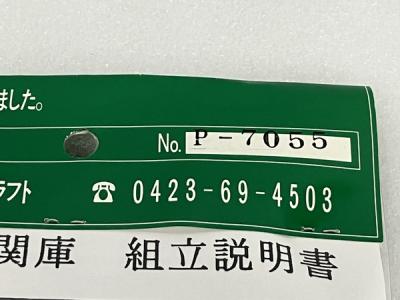 ました。
No. P-7055
ラフト ☎ 0423-69-4503
関庫 組立説明書